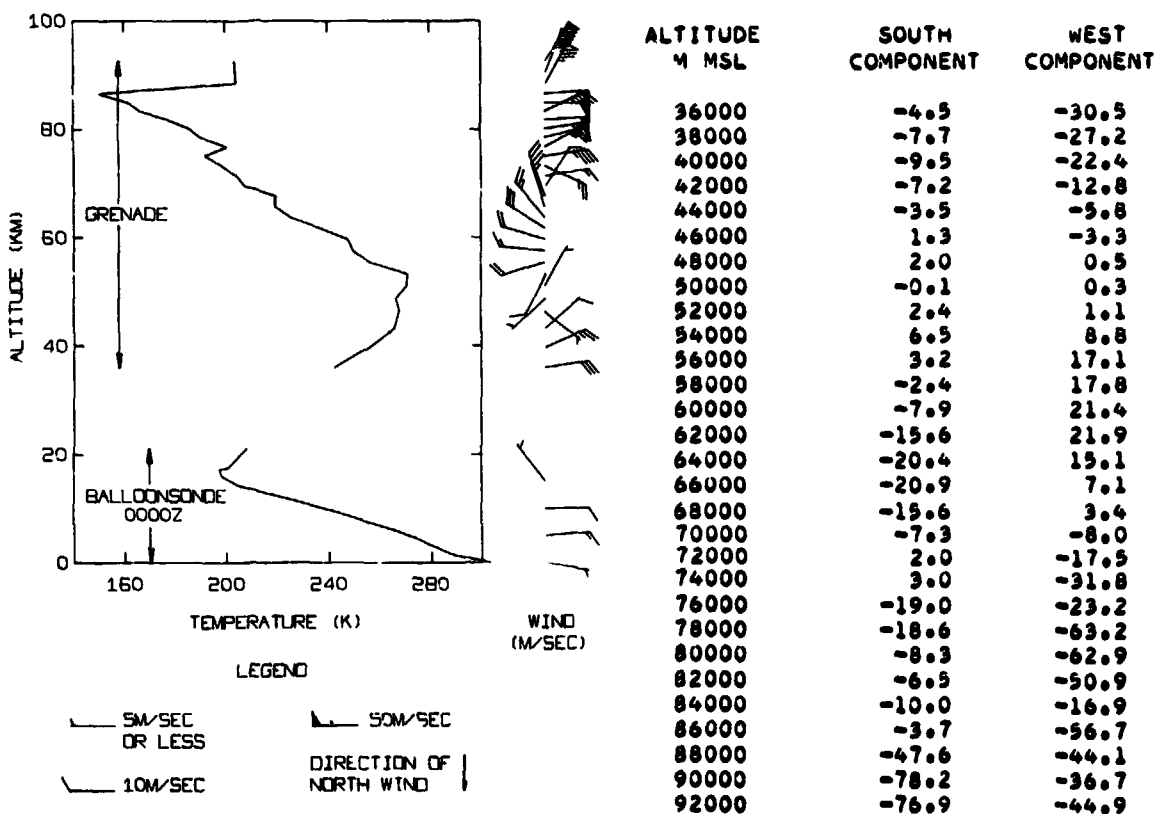 100
80
60
40
20
0
ALTITUDE (KM)
GRENADE
BALLOONSONDE
0000Z
160 200 240 280
TEMPERATURE (K)
WIND
(M/SEC)
LEGEND
5M/SEC
OR LESS
50M/SEC
10M/SEC
DIRECTION OF
NORTH WIND
ALTITUDE SOUTH WEST
M MSL COMPONENT COMPONENT
36000 -4.5 -30.5
38000 -7.7 -27.2
40000 -9.5 -22.4
42000 -7.2 -12.8
44000 -3.5 -5.8
46000 1.3 -3.3
48000 2.0 0.5
50000 -0.1 0.3
52000 2.4 1.1
54000 6.5 8.8
56000 3.2 17.1
58000 -2.4 17.8
60000 -7.9 21.4
62000 -15.6 21.9
64000 -20.4 15.1
66000 -20.9 7.1
68000 -15.6 3.4
70000 -7.3 -8.0
72000 2.0 -17.5
74000 3.0 -31.8
76000 -19.0 -23.2
78000 -18.6 -63.2
80000 -8.3 -62.9
82000 -6.5 -50.9
84000 -10.0 -16.9
86000 -3.7 -56.7
88000 -47.6 -44.1
90000 -78.2 -36.7
92000 -76.9 -44.9